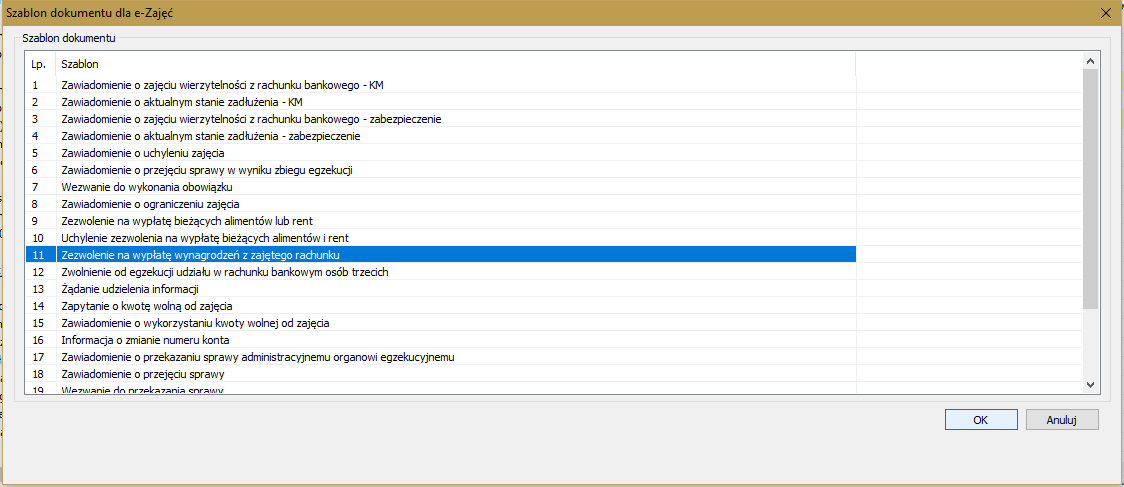 Szablon dokumentu dla e-Zajęć
Szablon dokumentu
Lp. Szablon
1 Zawiadomienie o zajęciu wierzytelności z rachunku bankowego - KM
2 Zawiadomienie o aktualnym stanie zadłużenia - KM
3 Zawiadomienie o zajęciu wierzytelności z rachunku bankowego - zabezpieczenie
4 Zawiadomienie o aktualnym stanie zadłużenia - zabezpieczenie
5 Zawiadomienie o uchyleniu zajęcia
6 Zawiadomienie o przejęciu sprawy w wyniku zbiegu egzekucji
7 Wezwanie do wykonania obowiązku
8 Zawiadomienie o ograniczeniu zajęcia
9 Zezwolenie na wypłatę bieżących alimentów lub rent
10 Uchylenie zezwolenia na wypłatę bieżących alimentów i rent
11 Zezwolenie na wypłatę wynagrodzeń z zajętego rachunku
12 Zwolnienie od egzekucji udziału w rachunku bankowym osób trzecich
13 Żądanie udzielenia informacji
14 Zapytanie o kwotę wolną od zajęcia
15 Zawiadomienie o wykorzystaniu kwoty wolnej od zajęcia
16 Informacja o zmianie numeru konta
17 Zawiadomienie o przekazaniu sprawy administracyjnemu organowi egzekucyjnemu
18 Zawiadomienie o przejęciu sprawy
19 Wezwanie do przekazania sprawy
OK Anuluj